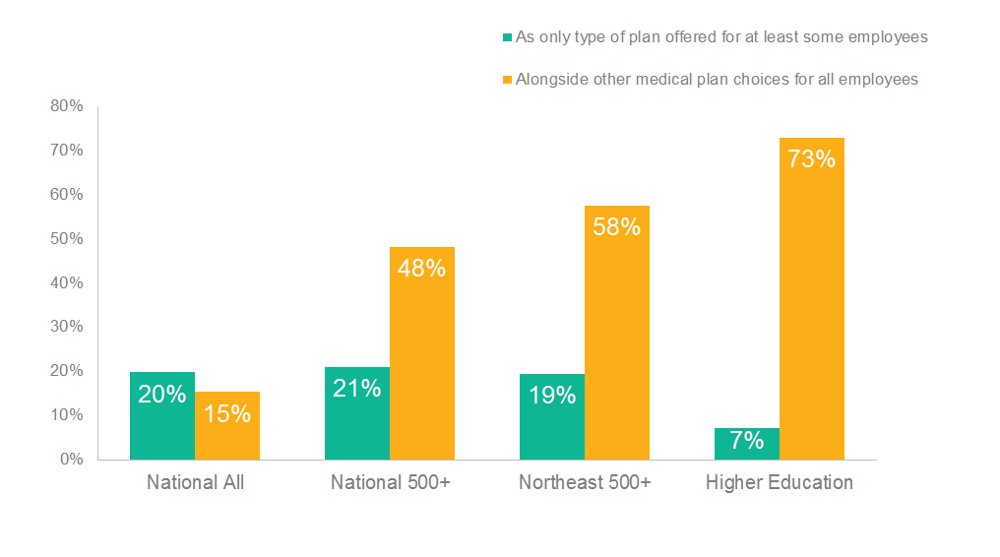 As only type of plan offered for at least some employees
Alongside other medical plan choices for all employees
80%
70%
60%
50%
40%
30%
20%
10%
0%
20%
15%
21%
48%
19%
58%
7%
73%
National All
National 500+
Northeast 500+
Higher Education